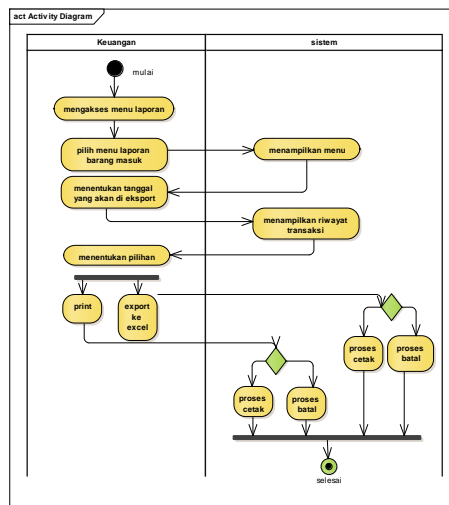 act Activity Diagram
Keuangan
sistem
mulai
mengakses menu laporan
pilih menu laporan
barang masuk
menampilkan menu
menentukan tanggal
yang akan di eksport
menampilkan riwayat
transaksi
menentukan pilihan
print
export
ke
excel
proses
cetak
proses
batal
proses
cetak
proses
batal
selesai